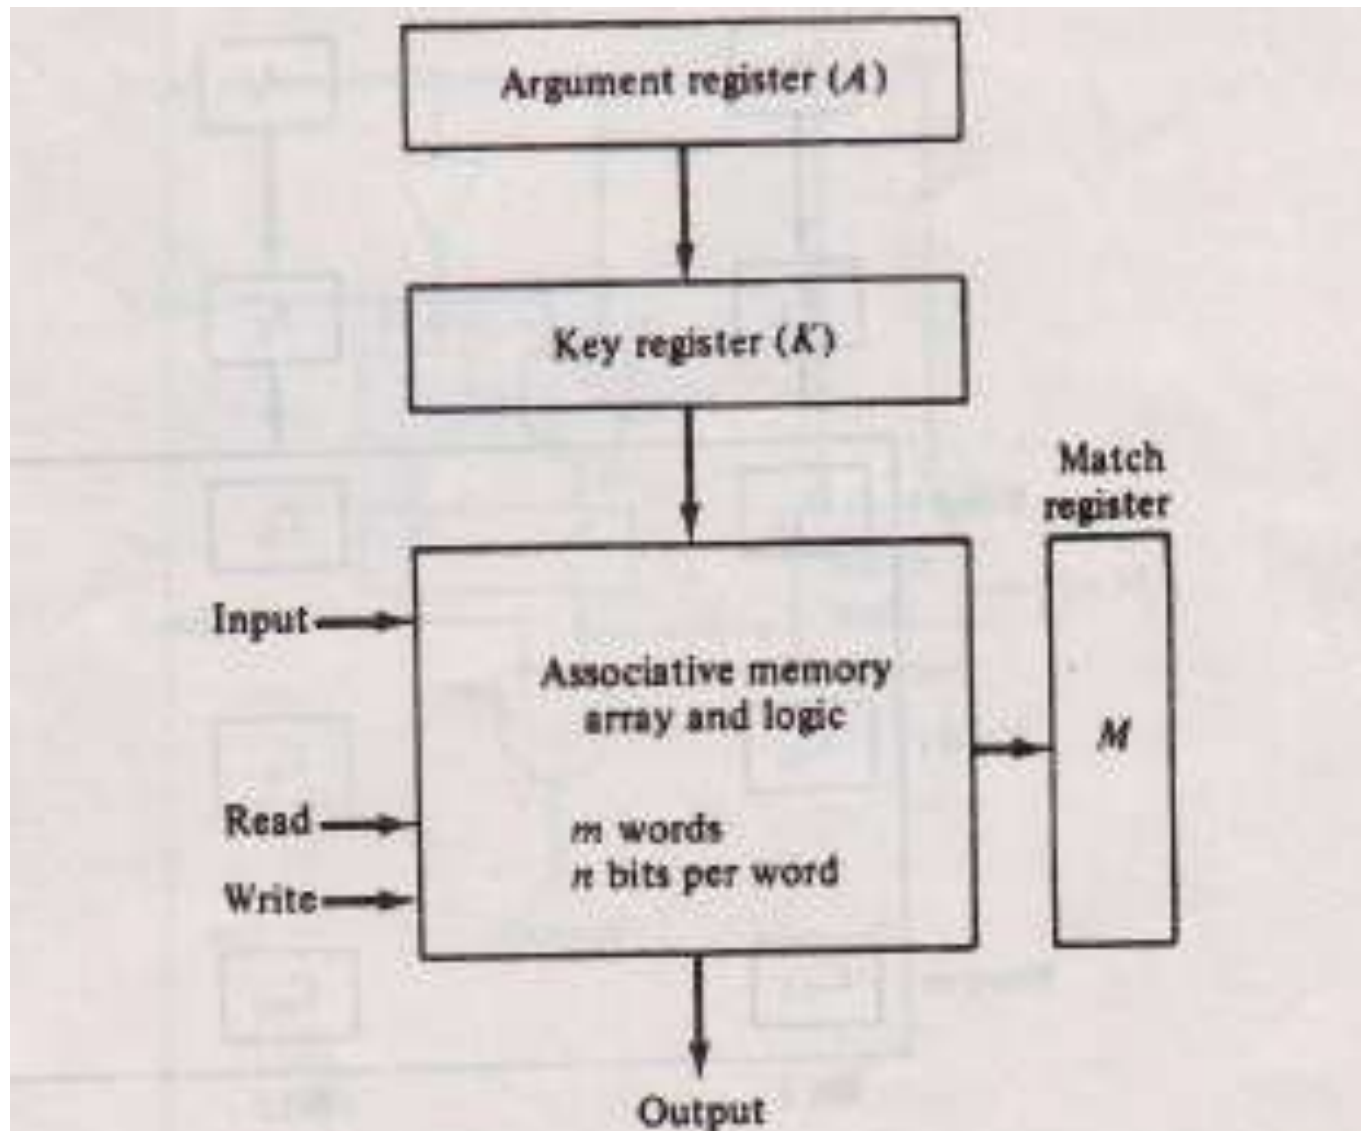 Argument register (A)
Key register (K)
Match
register
Input
Associative memory
array and logic
M
Read
m words
n bits per word
Write
Output